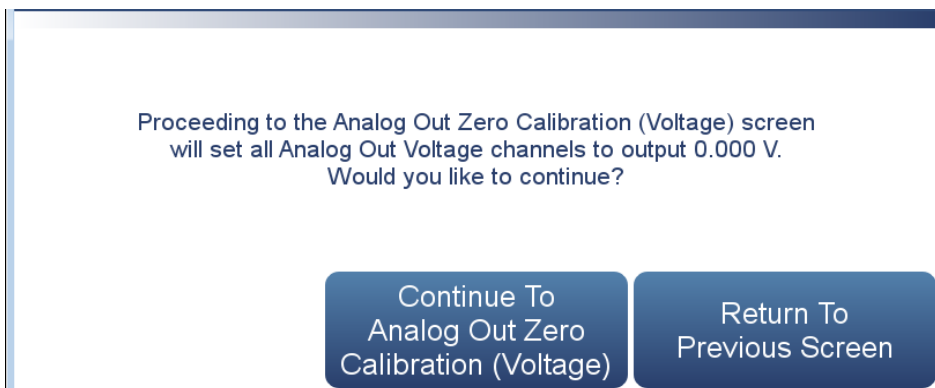 Proceeding to the Analog Out Zero Calibration (Voltage) screen
will set all Analog Out Voltage channels to output 0.000 V.
Would you like to continue?
Continue To
Analog Out Zero
Calibration (Voltage)
Return To
Previous Screen